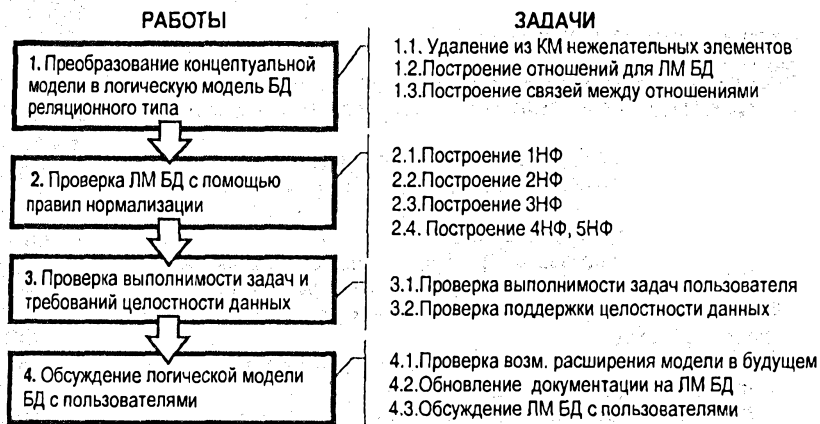 РАБОТЫ
ЗАДАЧИ
1. Преобразование концептуальной
модели в логическую модель БД
реляционного типа
1.1. Удаление из КМ нежелательных элементов
1.2.Построение отношений для ЛМ БД
1.3.Построение связей между отношениями
2. Проверка ЛМ БД с помощью
правил нормализации
2.1.Построение 1НФ
2.2.Построение 2НФ
2.3.Построение 3НФ
2.4. Построение 4НФ, 5НФ
3. Проверка выполнимости задач и
требований целостности данных
3.1.Проверка выполнимости задач пользователя
3.2.Проверка поддержки целостности данных
4. Обсуждение логической модели
БД с пользователями
4.1.Проверка возм. расширения модели в будущем
4.2.Обновление документации на ЛМ БД
4.3.Обсуждение ЛМ БД с пользователями